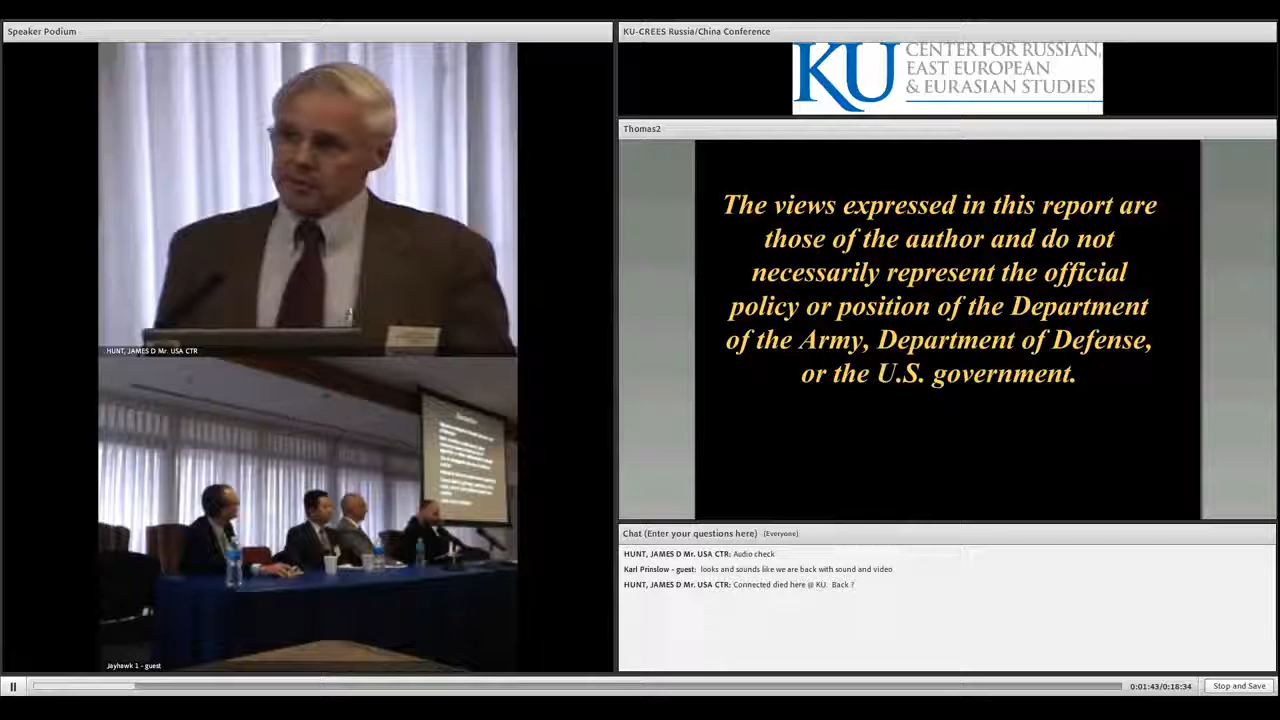 Speaker Podium
HUNT, JAMES D Mr. USA CTR
Jayhawk 1 - guest
KU-CREES Russia/China Conference
KU CENTER FOR RUSSIAN,
EAST EUROPEAN
& EURASIAN STUDIES
Thomas2
The views expressed in this report are
those of the author and do not
necessarily represent the official
policy or position of the Department
of the Army, Department of Defense,
or the U.S. government.
Chat (Enter your questions here) (Everyone)
HUNT, JAMES D Mr. USA CTR: Audio check
Karl Prinslow - guest: looks and sounds like we are back with sound and video
HUNT, JAMES D Mr. USA CTR: Connected died here @ KU. Back ?
0:01:43/0:18:34
Stop and Save